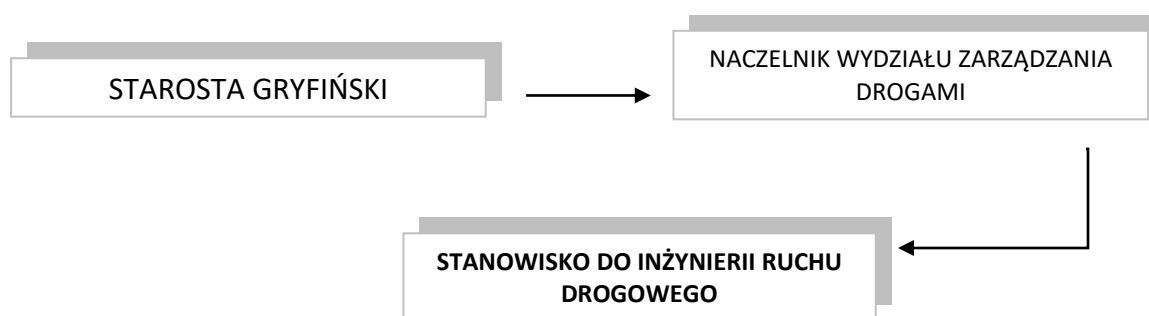 STAROSTA GRYFIŃSKI
NACZELNIK WYDZIAŁU ZARZĄDZANIA
DROGAMI
STANOWISKO DO INŻYNIERII RUCHU
DROGOWEGO